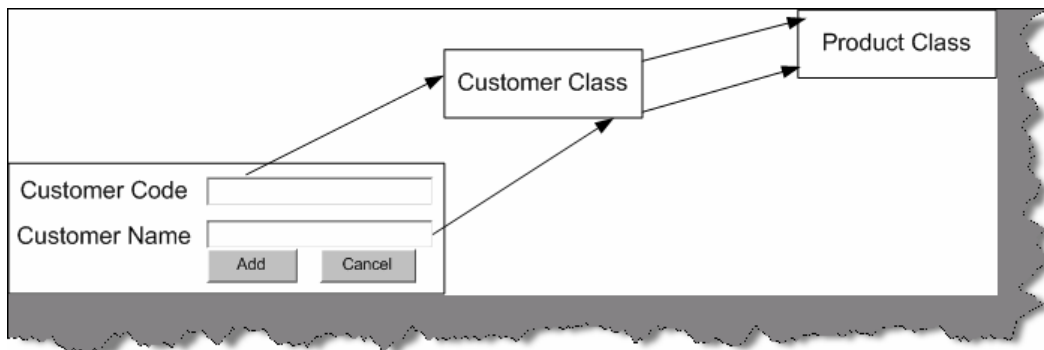 Product Class
Customer Class
Customer Code
Customer Name
Add Cancel